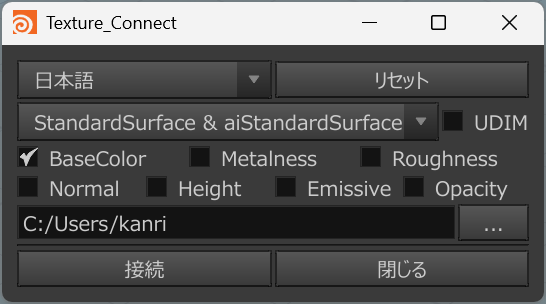 Texture_Connect
日本語 リセット
StandardSurface & aiStandardSurface UDIM
BaseColor Metalness Roughness
Normal Height Emissive Opacity
C:/Users/kanri ...
接続 閉じる